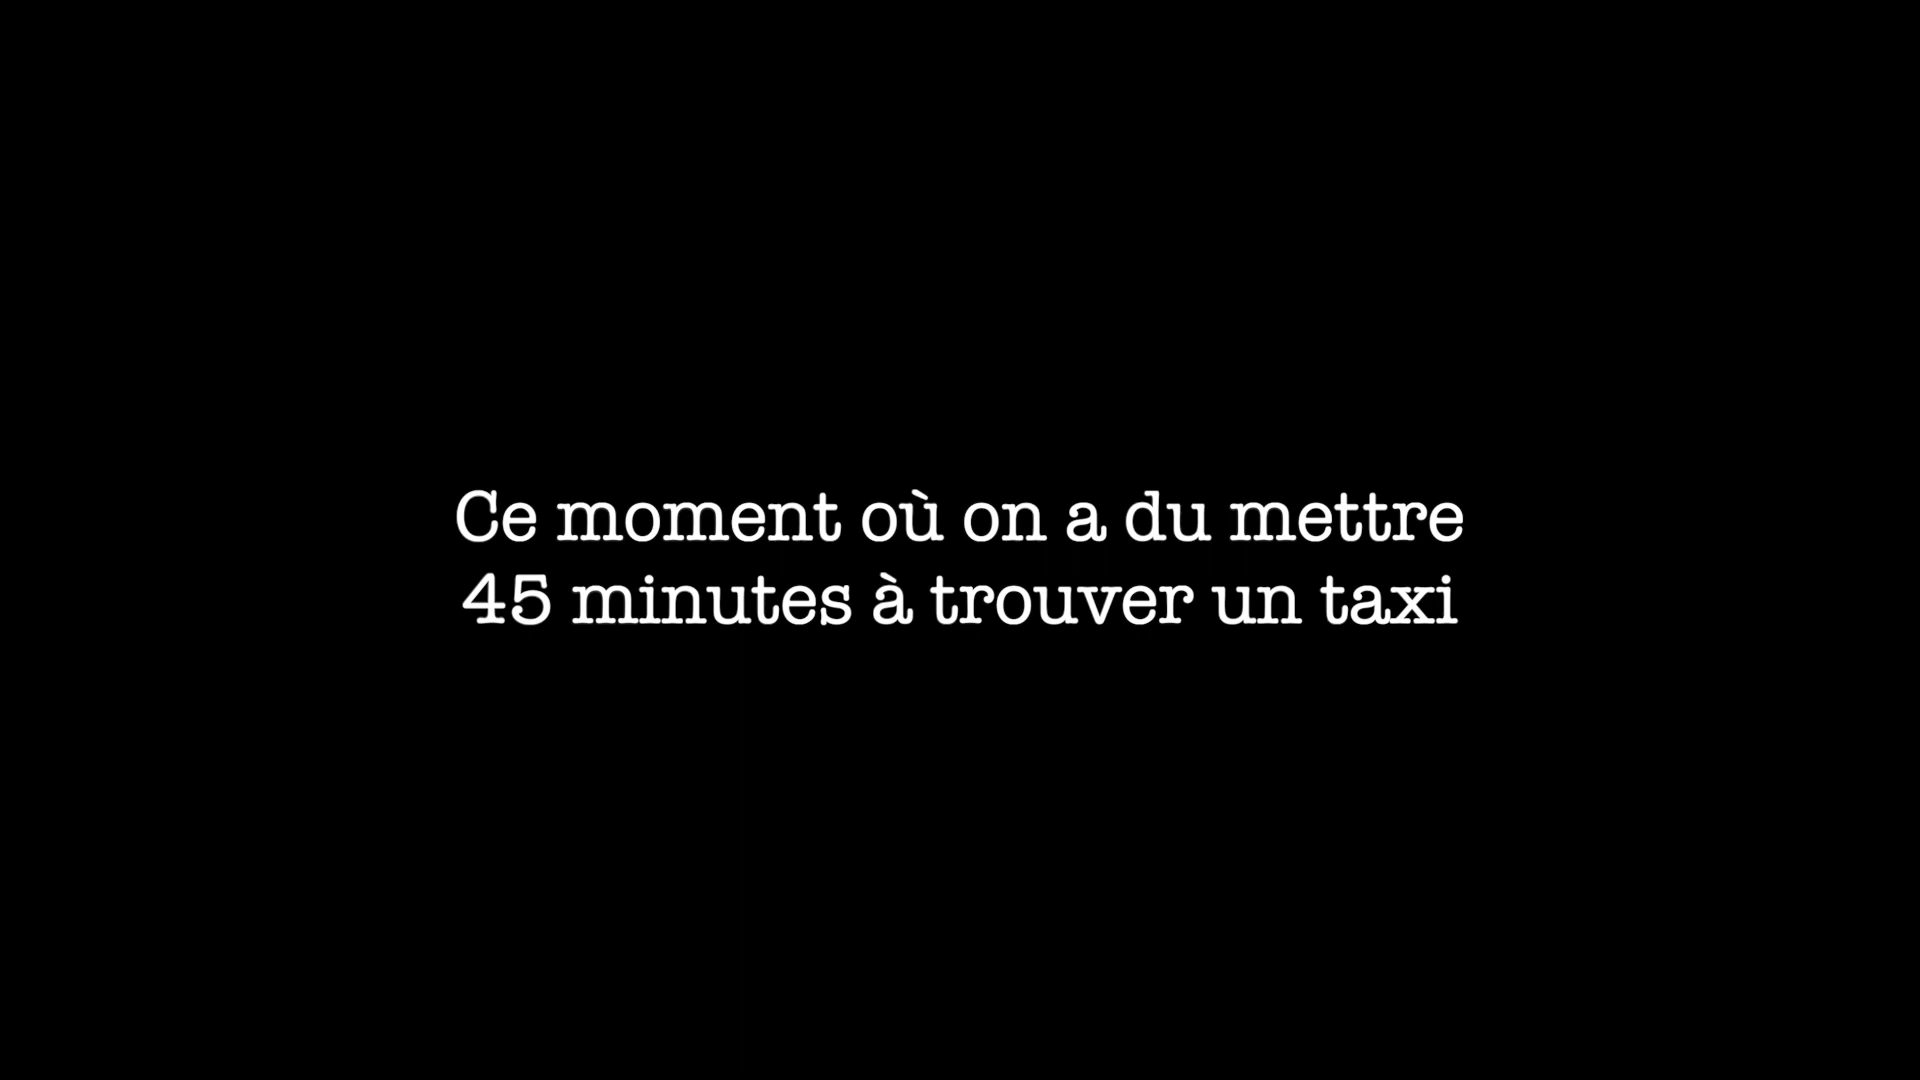 Ce moment où on a du mettre
45 minutes à trouver un taxi